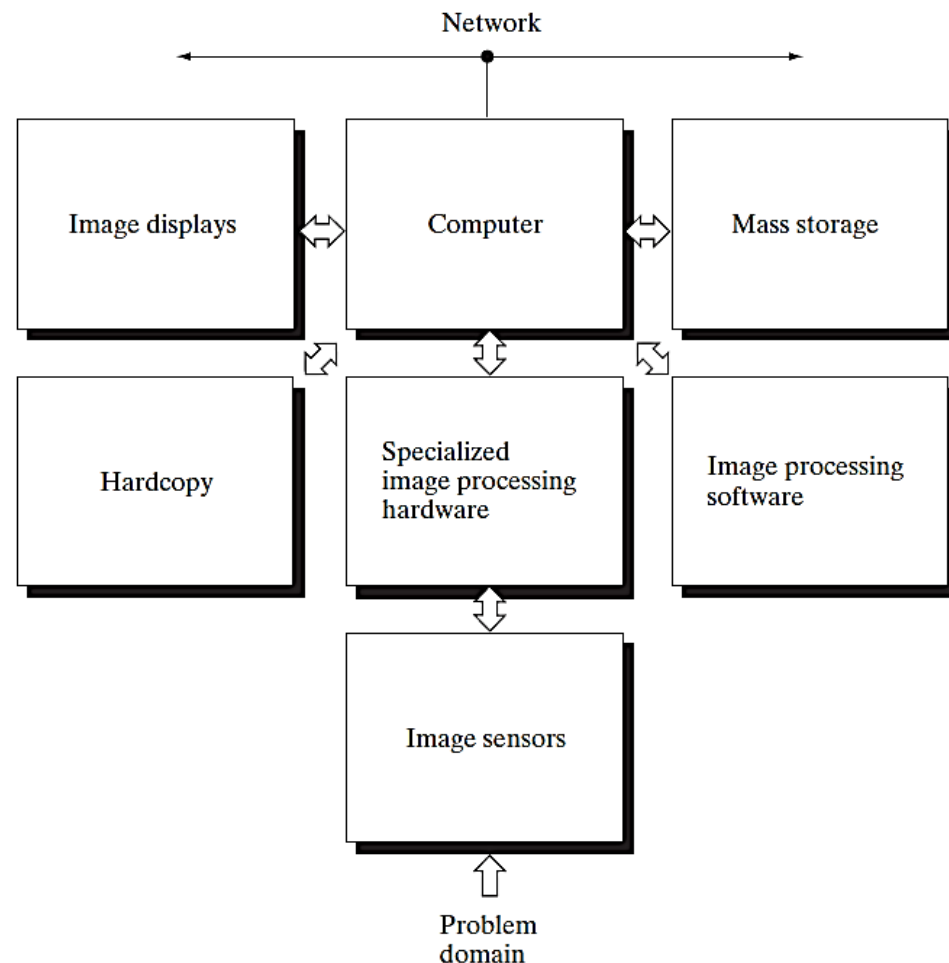 Network
Image displays
Computer
Mass storage
Hardcopy
Specialized
image processing
hardware
Image processing
software
Image sensors
Problem
domain